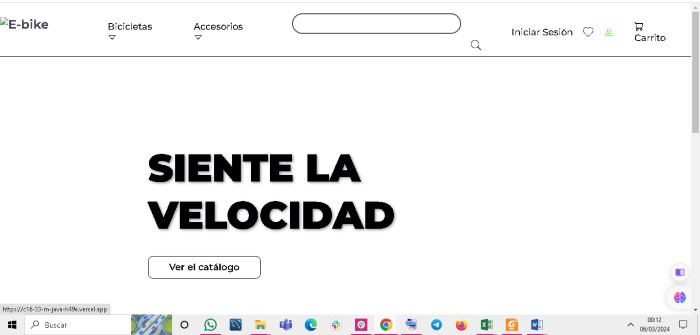 E-bike
Bicicletas
Accesorios
Iniciar Sesión
Carrito
SIENTE LA
VELOCIDAD
Ver el catálogo
Buscar
00:12
06/03/2024